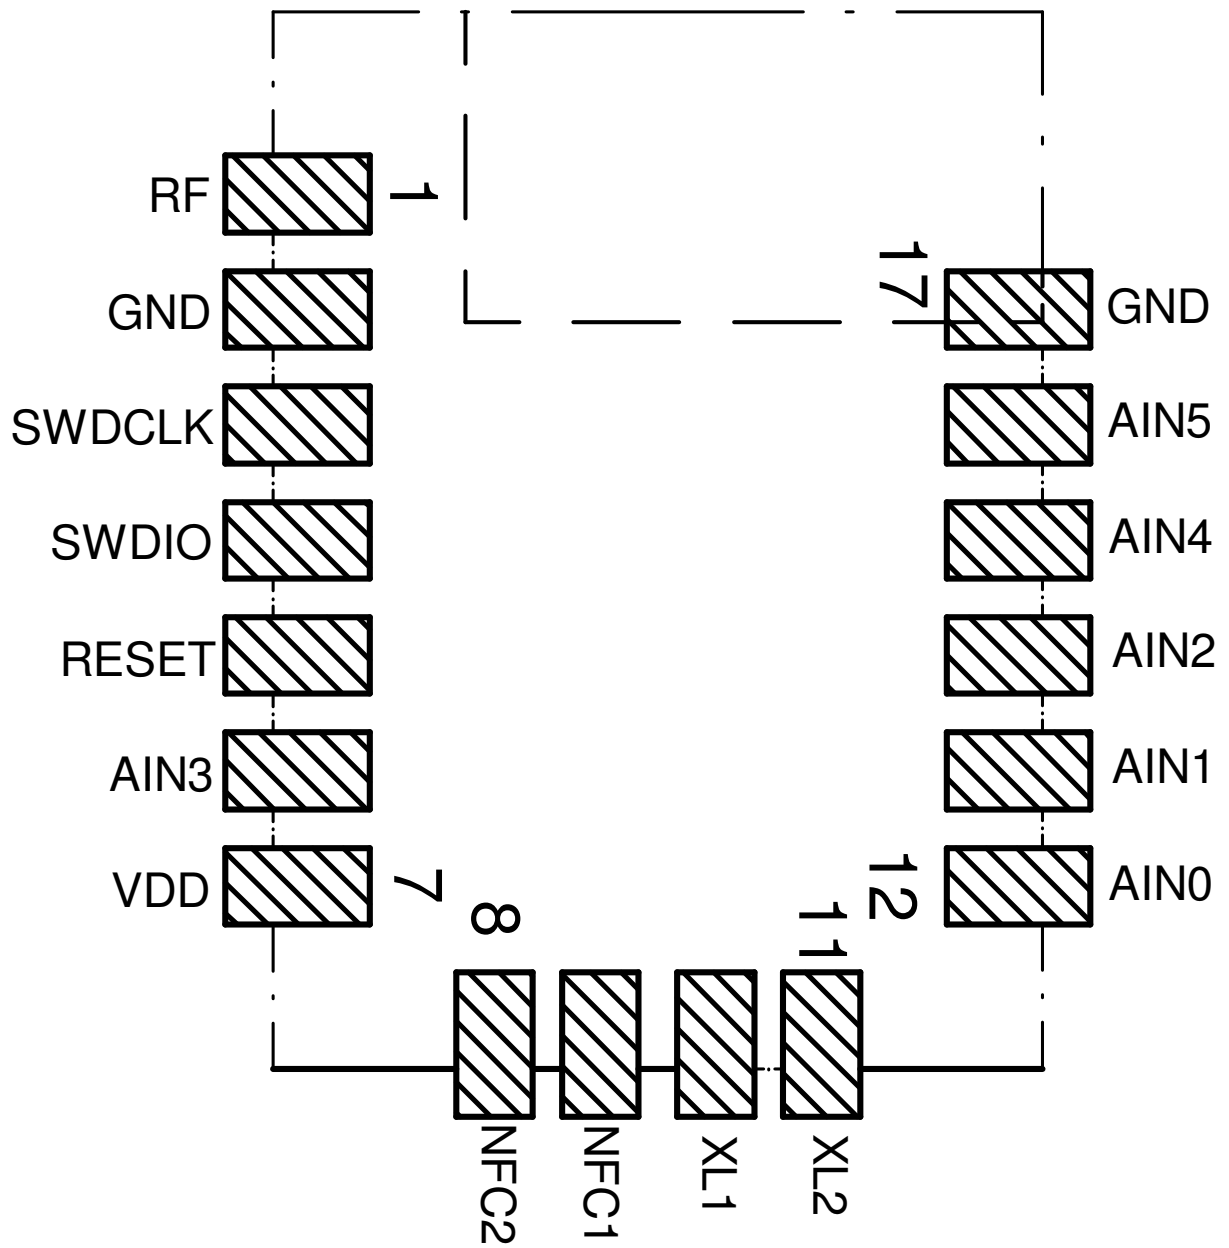 RF
1
GND
SWDCLK
SWDIO
RESET
AIN3
VDD
7
8
NFC2
NFC1
XL1
XL2
11
12
17
GND
AIN5
AIN4
AIN2
AIN1
AIN0